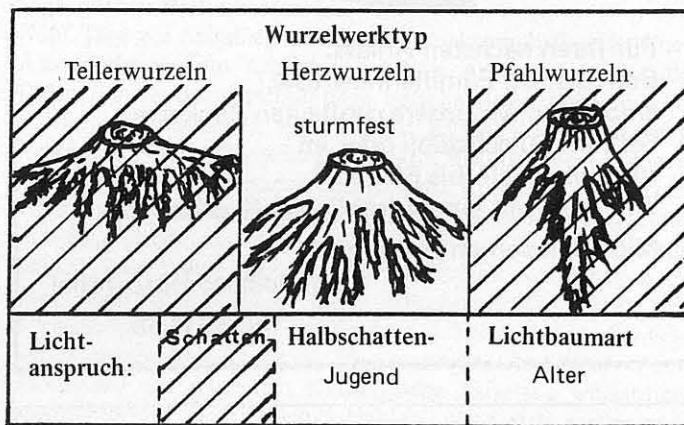 Wurzelwerktyp
Tellerwurzeln Herzwurzeln Pfahlwurzeln
sturmfest
Licht- Schatten Halbschatten- Lichtbaumart
anspruch: Jugend Alter